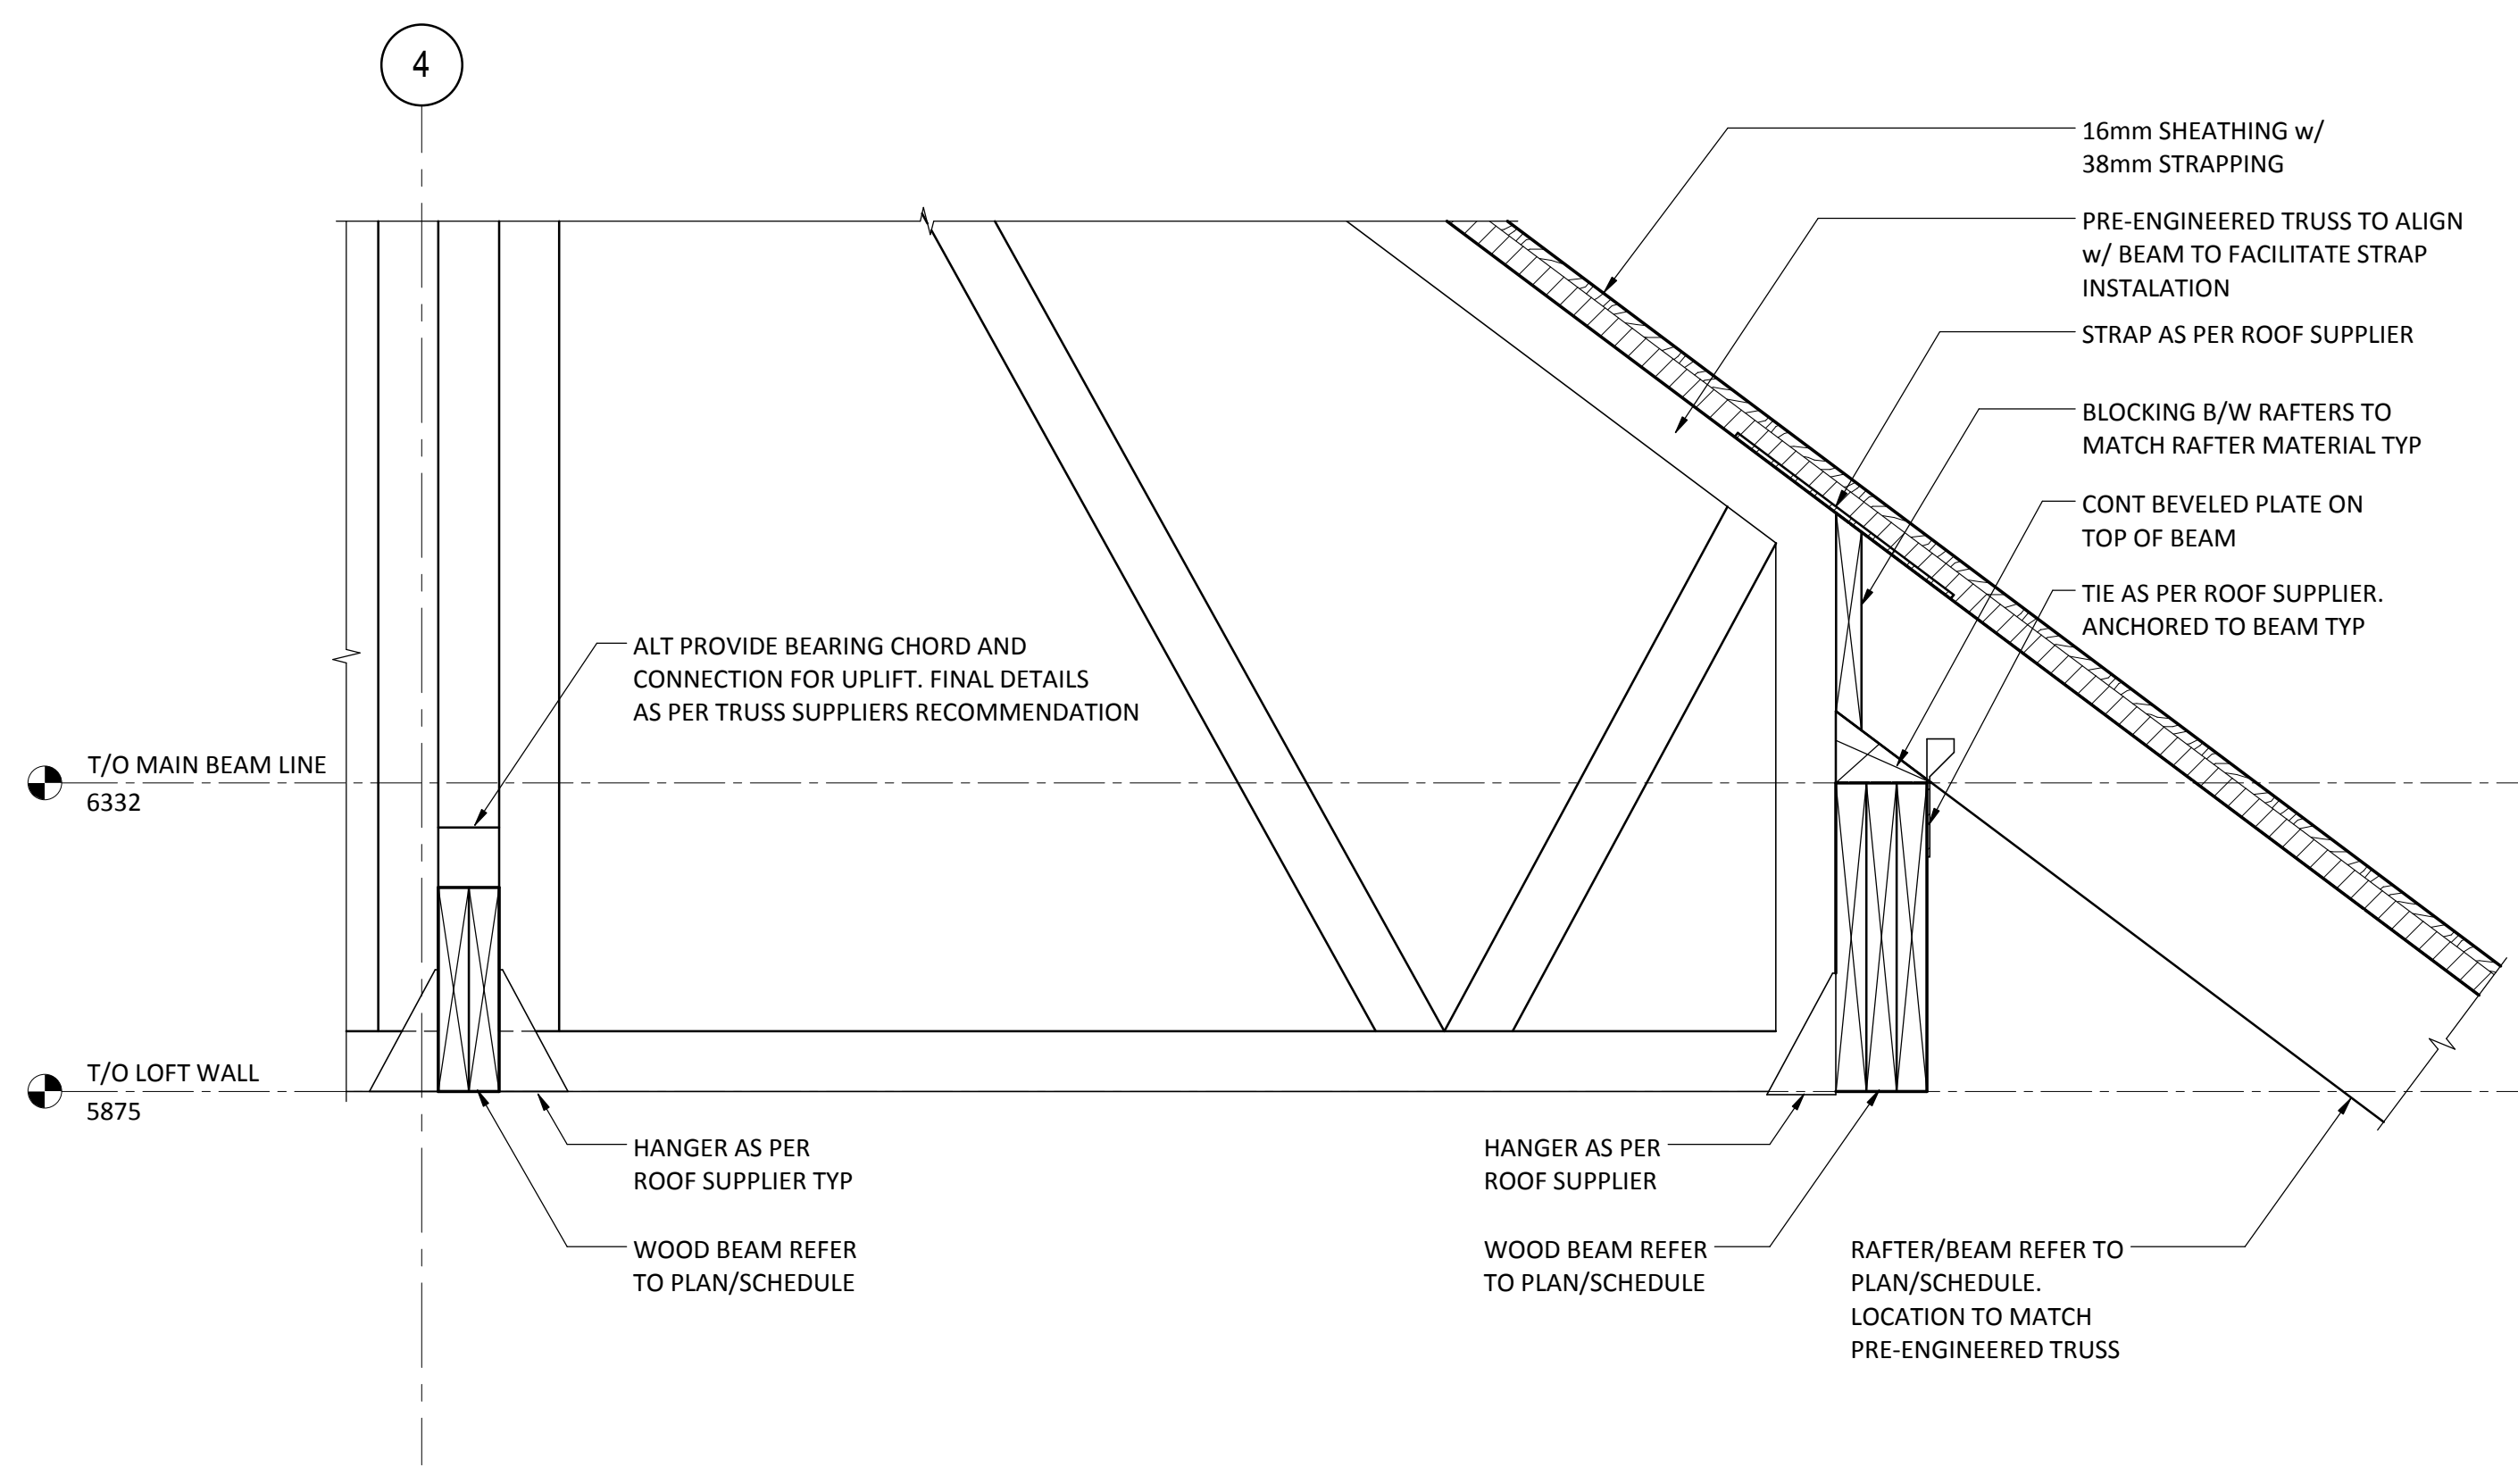 4
16mm SHEATHING w/
38mm STRAPPING
PRE-ENGINEERED TRUSS TO ALIGN
w/ BEAM TO FACILITATE STRAP
INSTALATION
STRAP AS PER ROOF SUPPLIER
BLOCKING B/W RAFTERS TO
MATCH RAFTER MATERIAL TYP
CONT BEVELED PLATE ON
TOP OF BEAM
TIE AS PER ROOF SUPPLIER.
ANCHORED TO BEAM TYP
ALT PROVIDE BEARING CHORD AND
CONNECTION FOR UPLIFT. FINAL DETAILS
AS PER TRUSS SUPPLIERS RECOMMENDATION
T/O MAIN BEAM LINE
6332
T/O LOFT WALL
5875
HANGER AS PER
ROOF SUPPLIER TYP
WOOD BEAM REFER
TO PLAN/SCHEDULE
HANGER AS PER
ROOF SUPPLIER
WOOD BEAM REFER
TO PLAN/SCHEDULE
RAFTER/BEAM REFER TO
PLAN/SCHEDULE.
LOCATION TO MATCH
PRE-ENGINEERED TRUSS